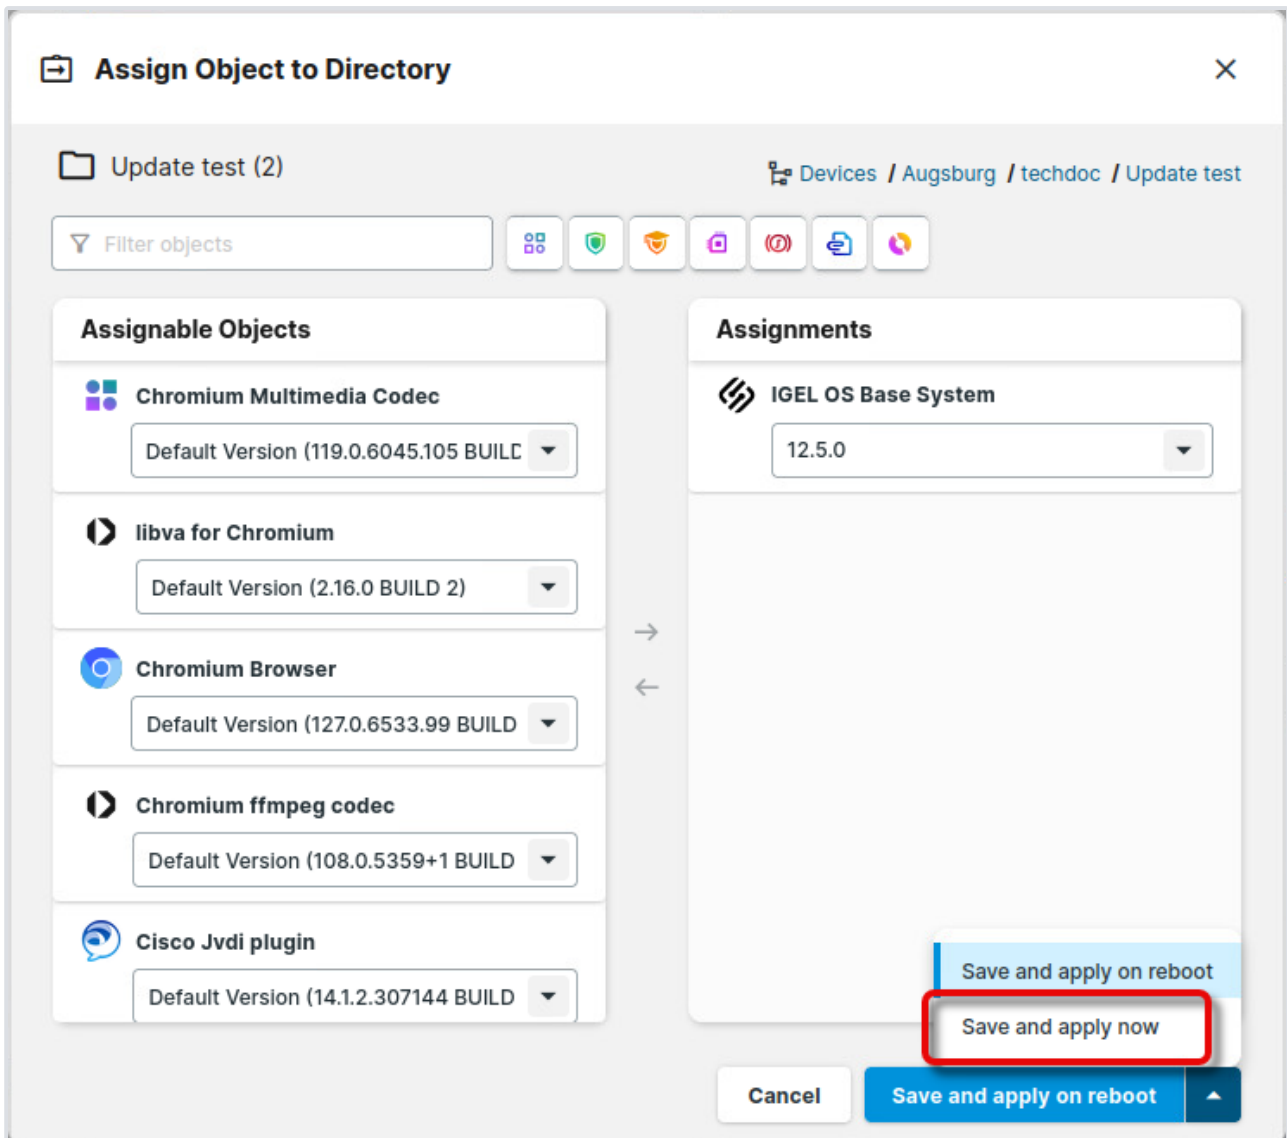 Assign Object to Directory
Update test (2)
Devices / Augsburg / techdoc / Update test
Filter objects
Assignable Objects
Chromium Multimedia Codec
Default Version (119.0.6045.105 BUILD
libva for Chromium
Default Version (2.16.0 BUILD 2)
Chromium Browser
Default Version (127.0.6533.99 BUILD
Chromium ffmpeg codec
Default Version (108.0.5359+1 BUILD
Cisco Jvdi plugin
Default Version (14.1.2.307144 BUILD
Assignments
IGEL OS Base System
12.5.0
Save and apply on reboot
Save and apply now
Cancel
Save and apply on reboot